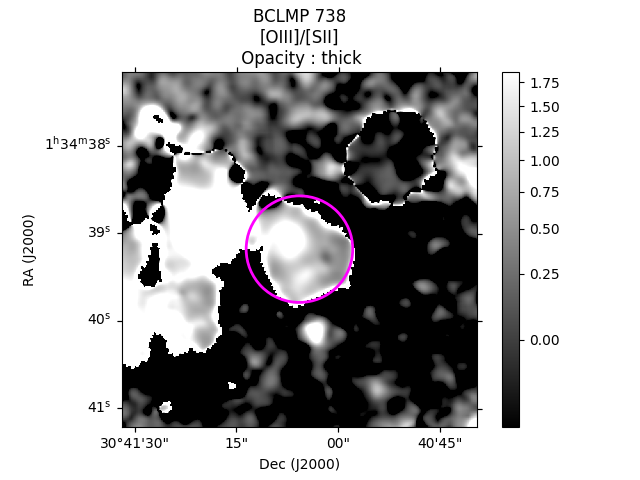 BCLMP 738
[OIII]/[SII]
Opacity : thick
1h34m38s
39s
40s
41s
RA (J2000)
30°41'30" 15" 00" 40'45"
Dec (J2000)
1.75
1.50
1.25
1.00
0.75
0.50
0.25
0.00